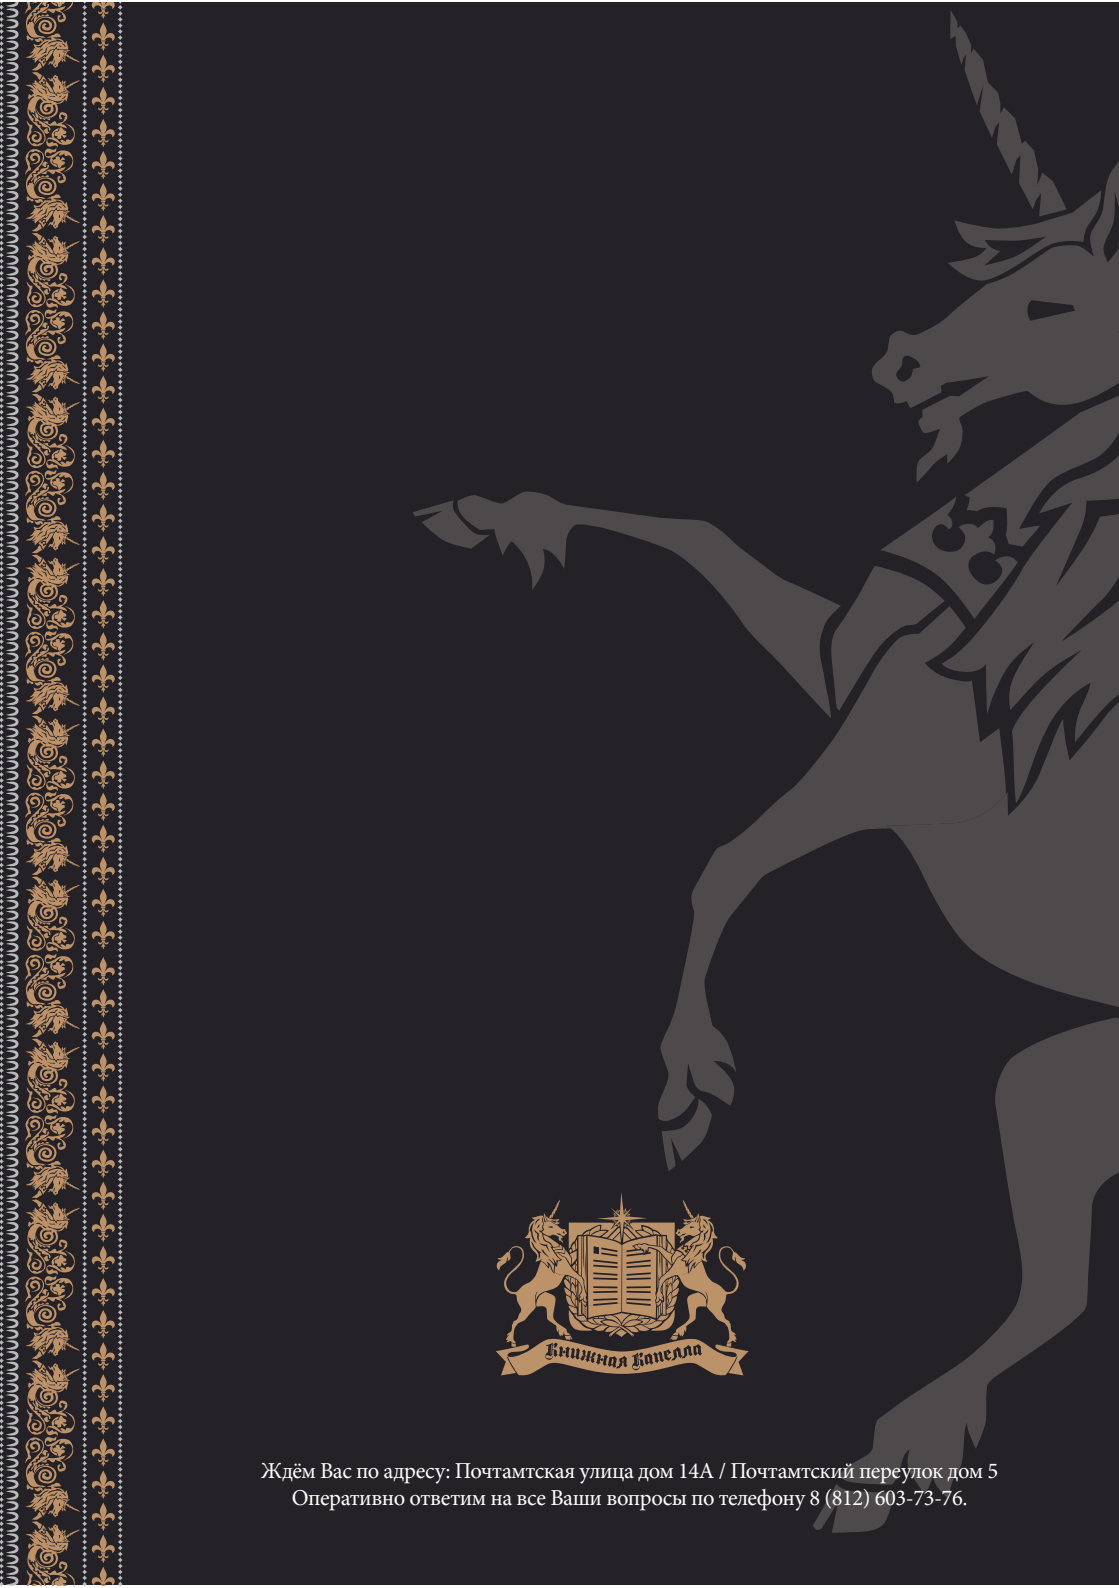 Книжная Капелла
Ждём Вас по адресу: Почтамтская улица дом 14А / Почтамтский переулок дом 5
Оперативно ответим на все Ваши вопросы по телефону 8 (812) 603-73-76.